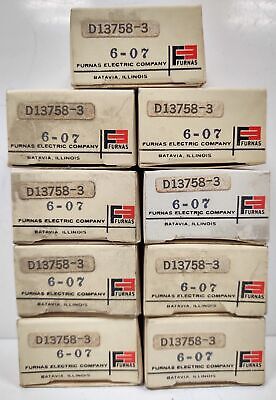 D13758-3
6-07
FURNAS ELECTRIC COMPANY
BATAVIA, ILLINOIS
FURNAS
D13758-3
6-07
FURNAS ELECTRIC COMPANY
BATAVIA, ILLINOIS
FURNAS
D13758-3
6-07
FURNAS ELECTRIC COMPANY
BATAVIA, ILLINOIS
FURNAS
D13758-3
6-07
FURNAS ELECTRIC COMPANY
BATAVIA, ILLINOIS
FURNAS
D13758-3
6-07
FURNAS ELECTRIC COMPANY
BATAVIA, ILLINOIS
FURNAS
D13758-3
6-07
FURNAS ELECTRIC COMPANY
BATAVIA, ILLINOIS
FURNAS
D13758-3
6-07
FURNAS ELECTRIC COMPANY
BATAVIA, ILLINOIS
FURNAS
D13758-3
6-07
FURNAS ELECTRIC COMPANY
BATAVIA, ILLINOIS
FURNAS
D13758-3
6-07
FURNAS ELECTRIC COMPANY
BATAVIA, ILLINOIS
FURNAS